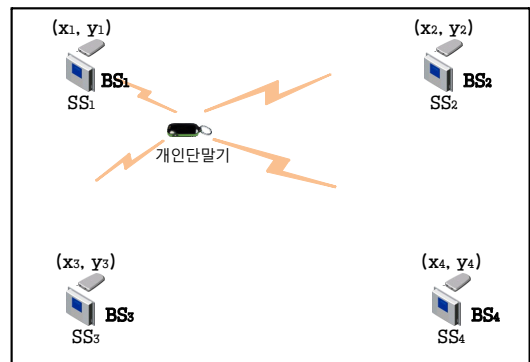 (x1, y1)
(x2, y2)
BS1
BS2
SS1
SS2
개인단말기
(x3, y3)
(x4, y4)
BS3
BS4
SS3
SS4